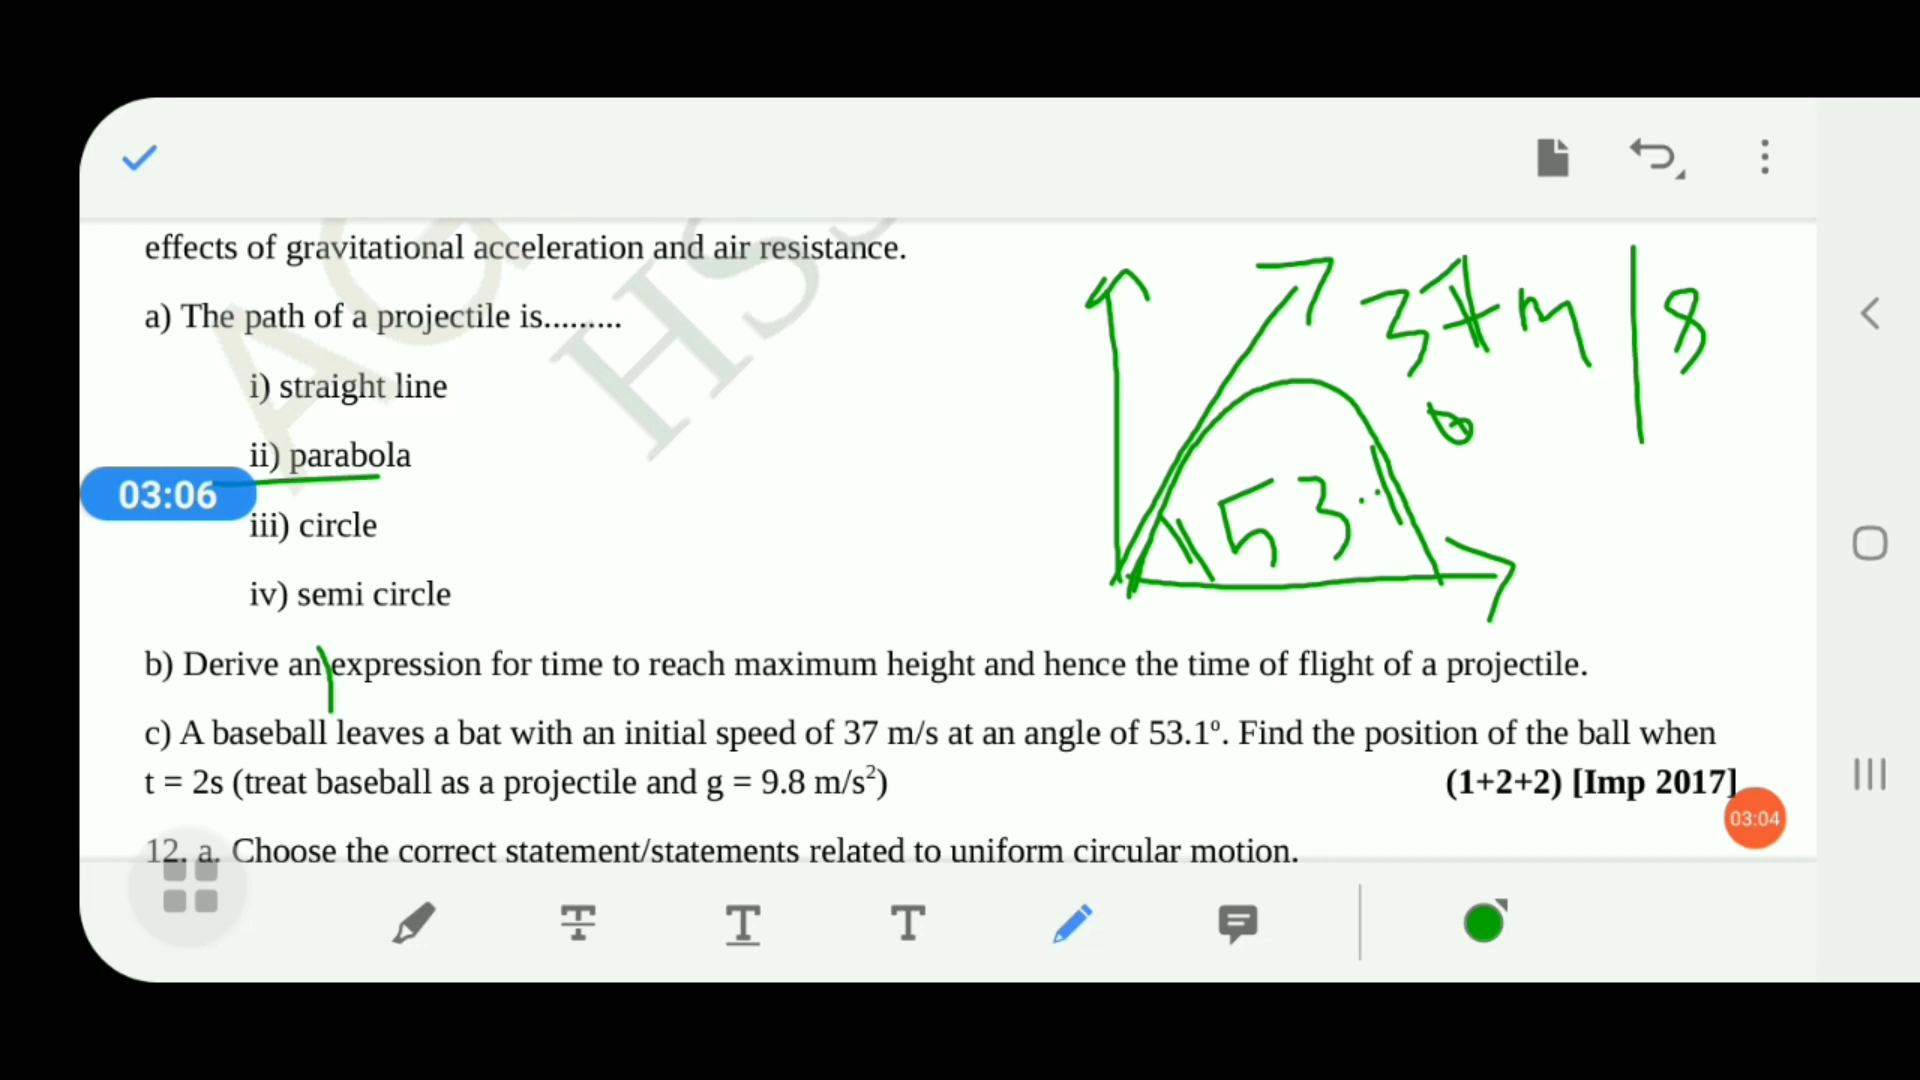 effects of gravitational acceleration and air resistance.
a) The path of a projectile is.........
i) straight line
ii) parabola
03:06
iii) circle
iv) semi circle
37 m/s
53.1
b) Derive an expression for time to reach maximum height and hence the time of flight of a projectile.
c) A baseball leaves a bat with an initial speed of 37 m/s at an angle of 53.1º. Find the position of the ball when
t = 2s (treat baseball as a projectile and g = 9.8 m/s²)
(1+2+2) [Imp 2017]
03:04
12. a. Choose the correct statement/statements related to uniform circular motion.